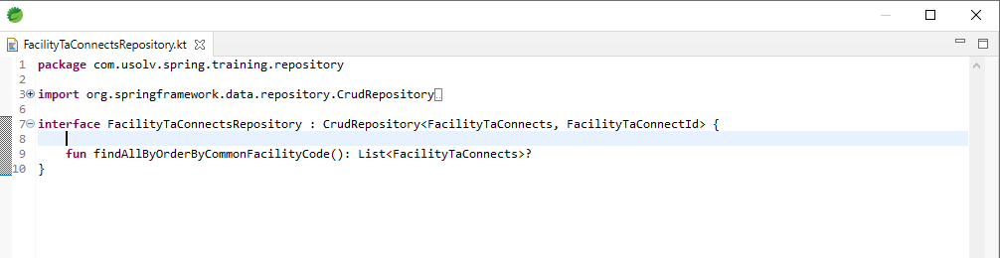 FacilityTaConnectsRepository.kt
1 package com.usolv.spring.training.repository
2
3 import org.springframework.data.repository.CrudRepository
6
7 interface FacilityTaConnectsRepository : CrudRepository<FacilityTaConnects, FacilityTaConnectId> {
8
9 fun findAllByOrderByCommonFacilityCode(): List<FacilityTaConnects>?
10 }